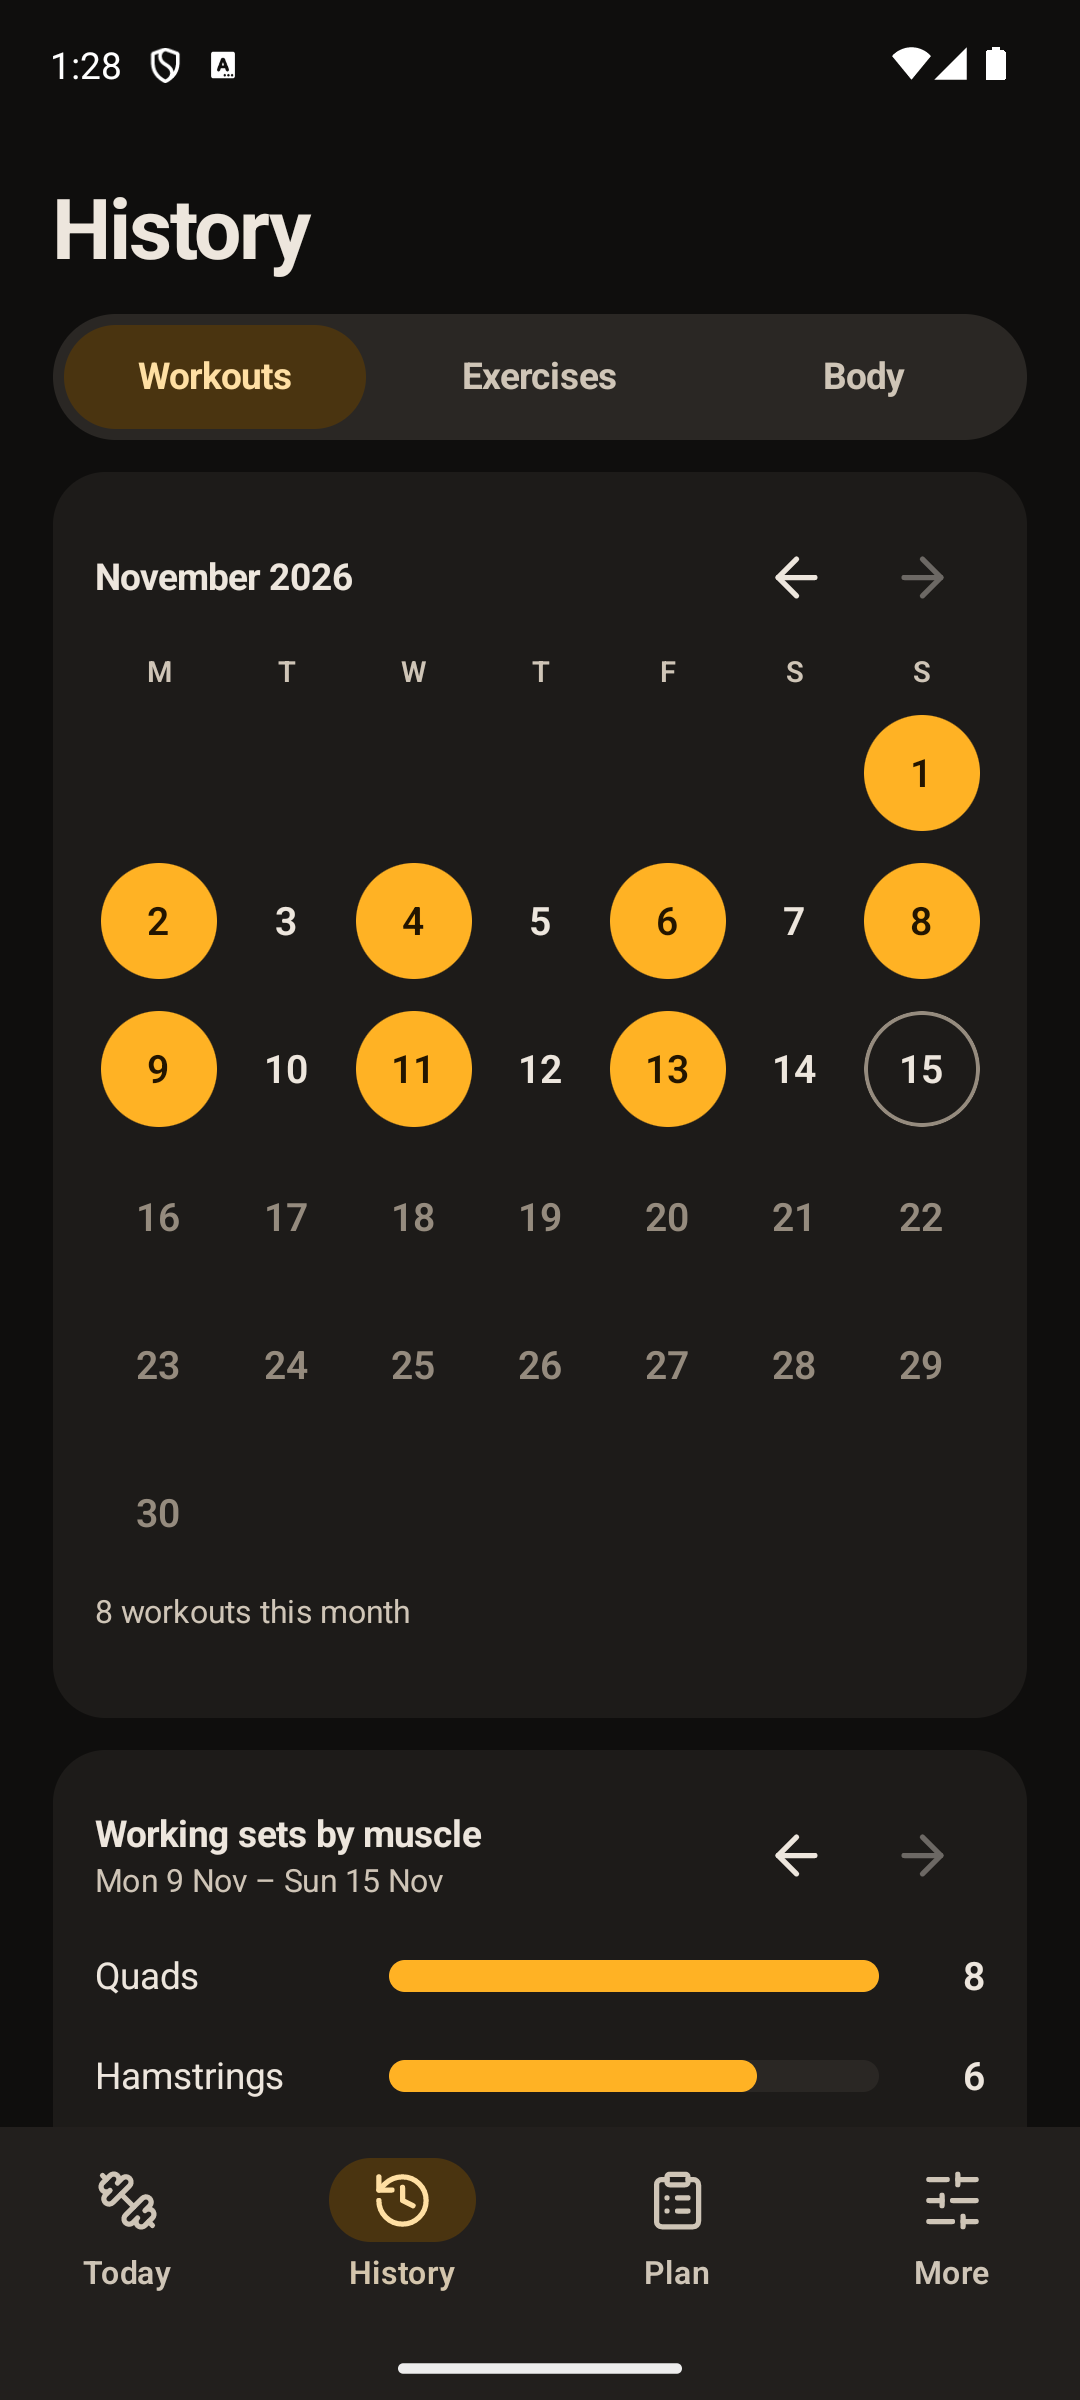 1:28
History
Workouts Exercises Body
November 2026
M T W T F S S
1
2 3 4 5 6 7 8
9 10 11 12 13 14 15
16 17 18 19 20 21 22
23 24 25 26 27 28 29
30
8 workouts this month
Working sets by muscle
Mon 9 Nov – Sun 15 Nov
Quads 8
Hamstrings 6
Today History Plan More